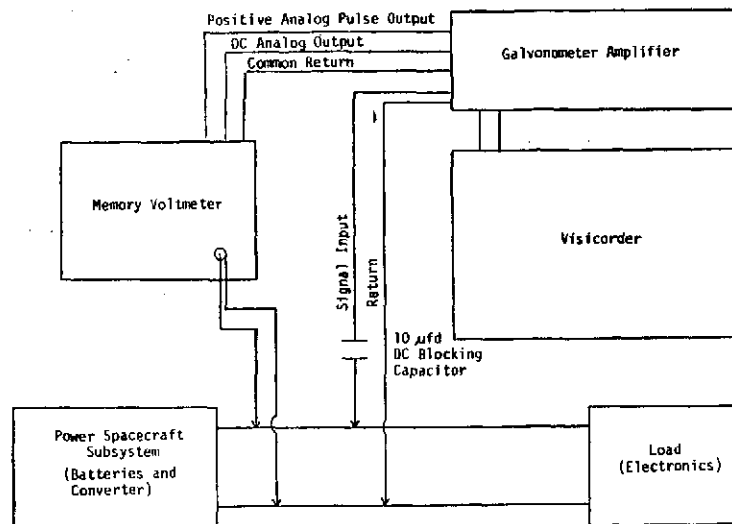 Positive Analog Pulse Output
DC Analog Output
Common Return
Galvonometer Amplifier
Memory Voltmeter
Visicorder
Signal Input
Return
10 µfd
DC Blocking
Capacitor
Power Spacecraft
Subsystem
(Batteries and
Converter)
Load
(Electronics)